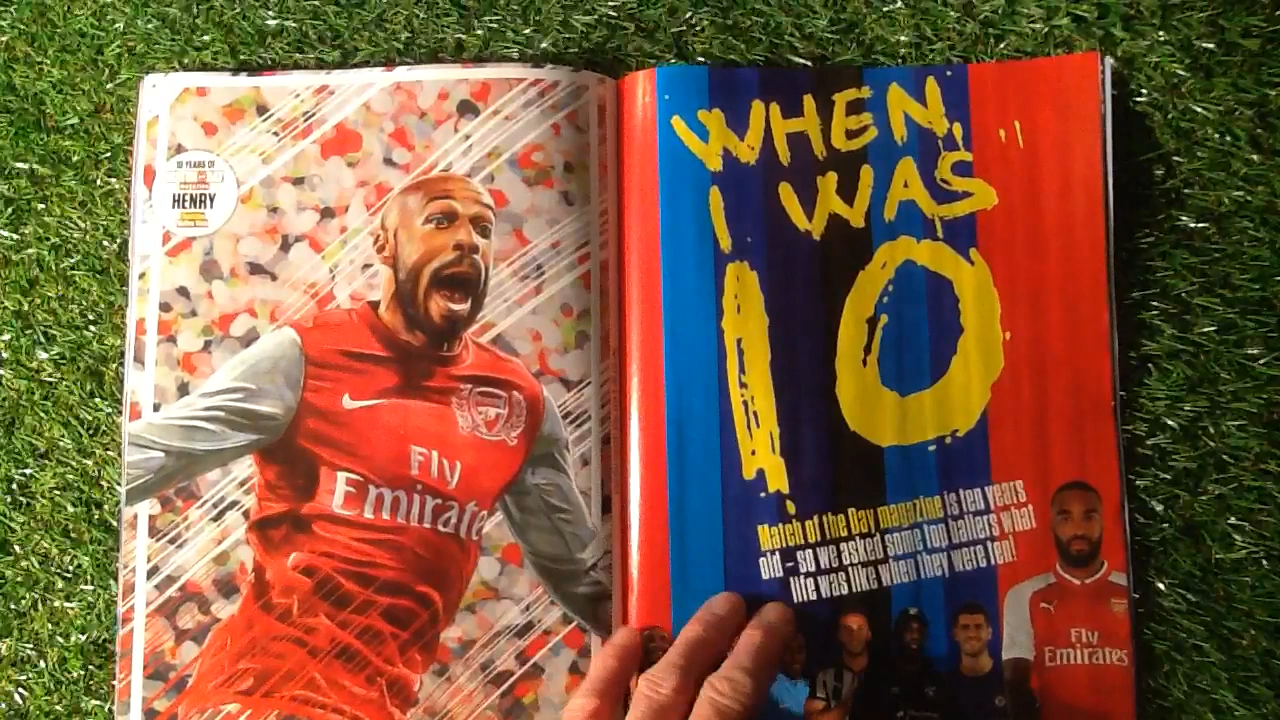 10 YEARS OF
HENRY
Fly
Emirates
WHEN
I WAS
10
Match of the Day magazine is ten years
old – so we asked some top ballers what
life was like when they were ten!
Fly
Emirates